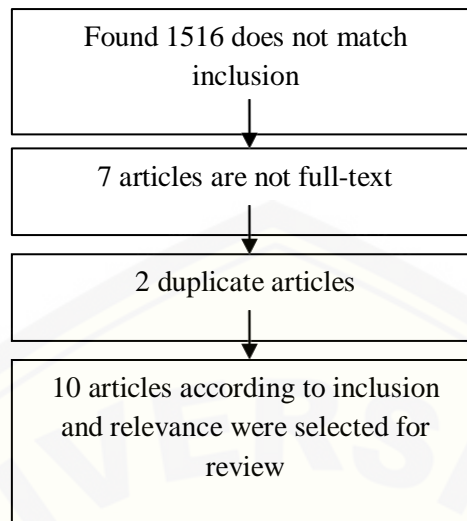 Found 1516 does not match
inclusion
7 articles are not full-text
2 duplicate articles
10 articles according to inclusion
and relevance were selected for
review
IVERSI